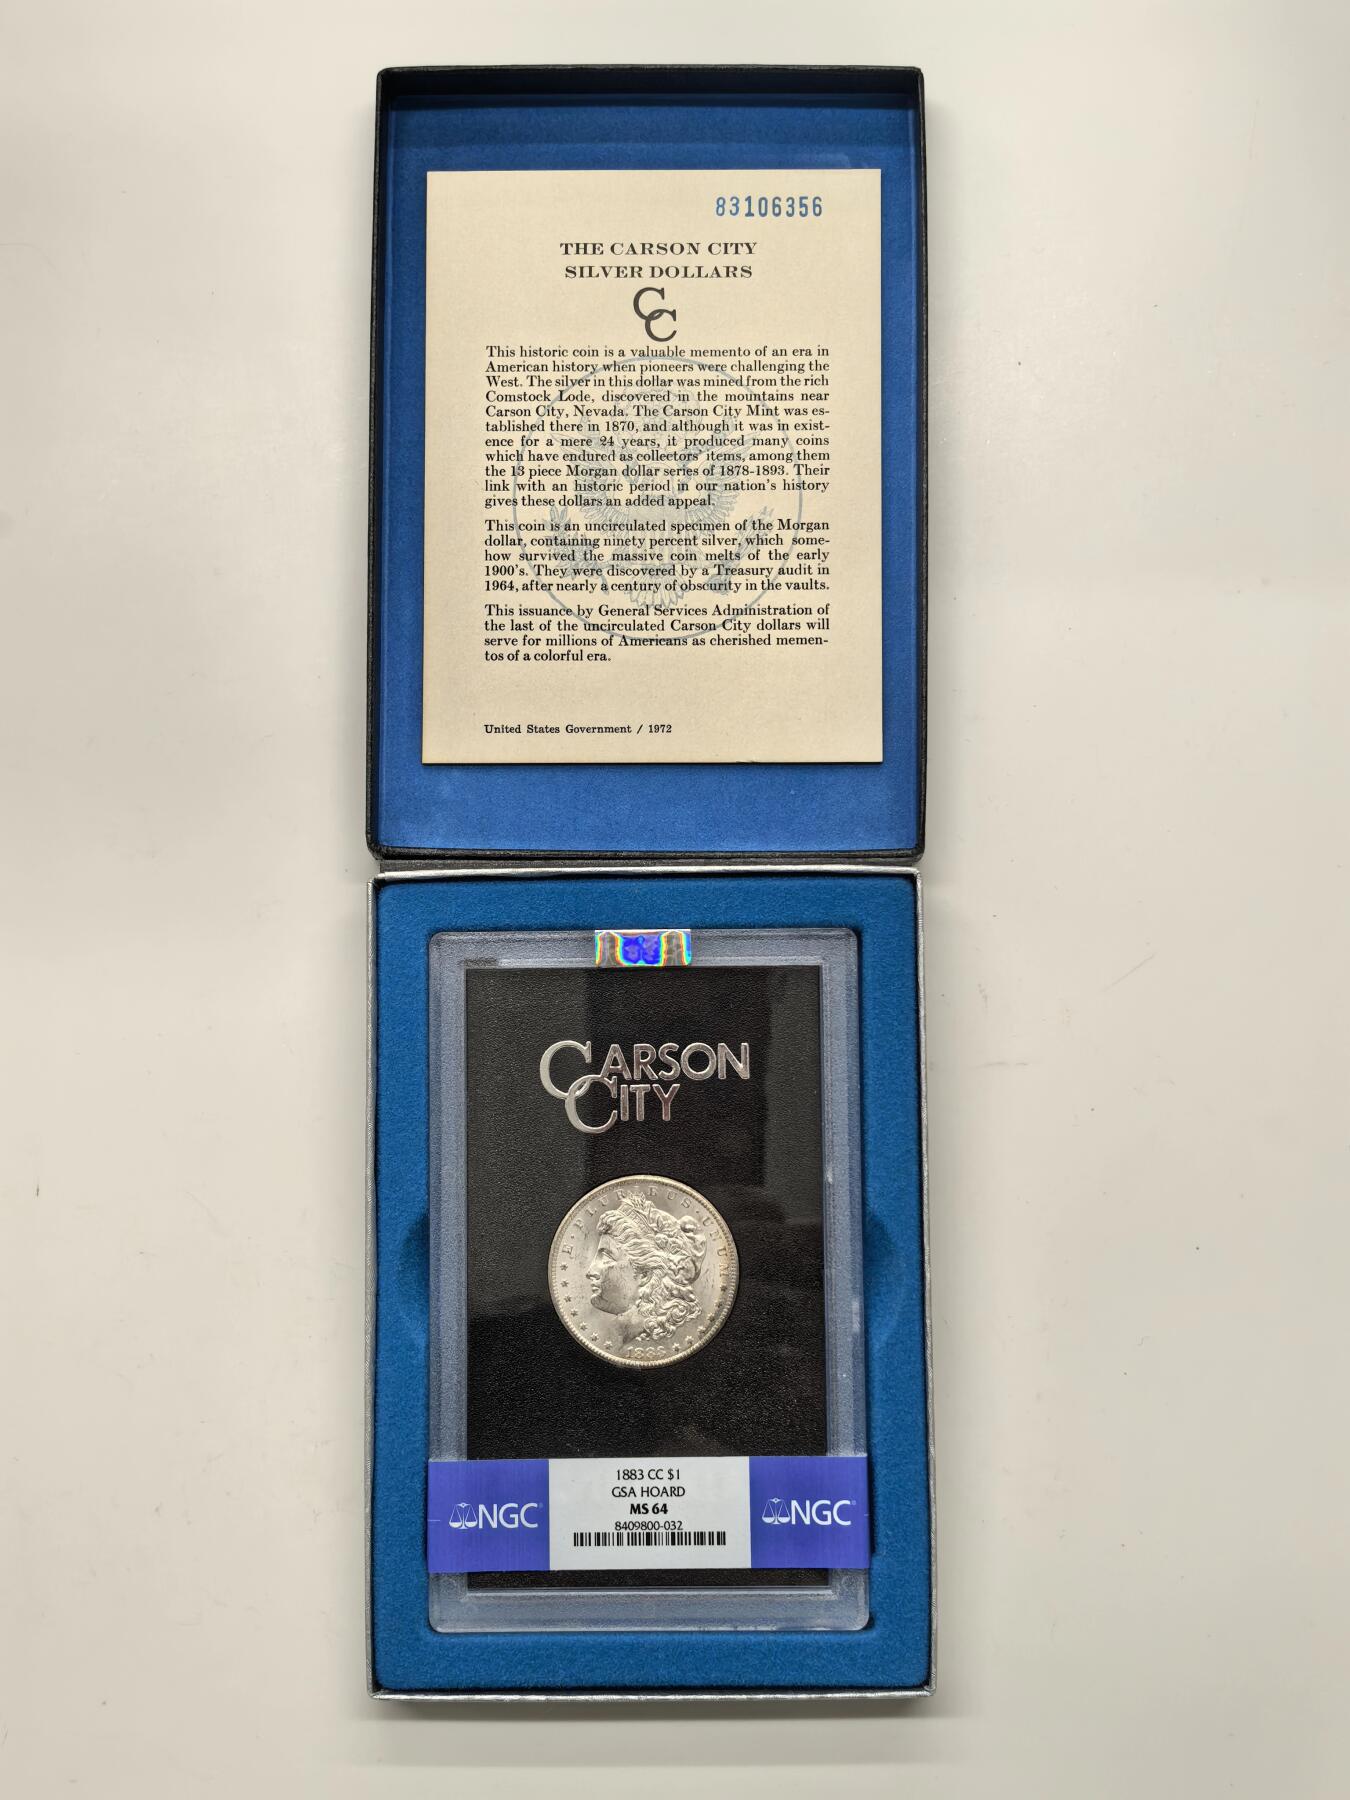 83106356
THE CARSON CITY
SILVER DOLLARS
CC
This historic coin is a valuable memento of an era in
American history when pioneers were challenging the
West. The silver in this dollar was mined from the rich
Comstock Lode, discovered in the mountains near
Carson City, Nevada. The Carson City Mint was es-
tablished there in 1870, and although it was in exist-
ence for a mere 24 years, it produced many coins
which have endured as collectors' items, among them
the 13 piece Morgan dollar series of 1878-1893. Their
link with an historic period in our nation's history
gives these dollars an added appeal.
This coin is an uncirculated specimen of the Morgan
dollar, containing ninety percent silver, which some-
how survived the massive coin melts of the early
1900's. They were discovered by a Treasury audit in
1964, after nearly a century of obscurity in the vaults.
This issuance by General Services Administration of
the last of the uncirculated Carson City dollars will
serve for millions of Americans as cherished memen-
tos of a colorful era.
United States Government / 1972
CARSON
CITY
E·PLURIBUS·UNUM
1883
1883 CC $1
GSA HOARD
MS 64
8409800-032
NGC
NGC